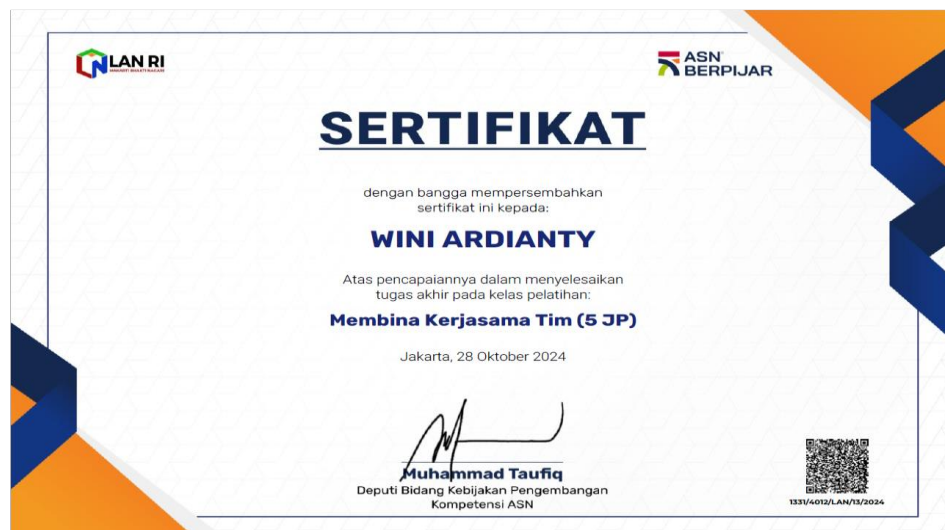 LAN RI
ASN
BERPIJAR
SERTIFIKAT
dengan bangga mempersembahkan
sertifikat ini kepada:
WINI ARDIANTY
Atas pencapaiannya dalam menyelesaikan
tugas akhir pada kelas pelatihan:
Membina Kerjasama Tim (5 JP)
Jakarta, 28 Oktober 2024
Muhammad Taufiq
Deputi Bidang Kebijakan Pengembangan
Kompetensi ASN
1331/4012/LAN/13/2024